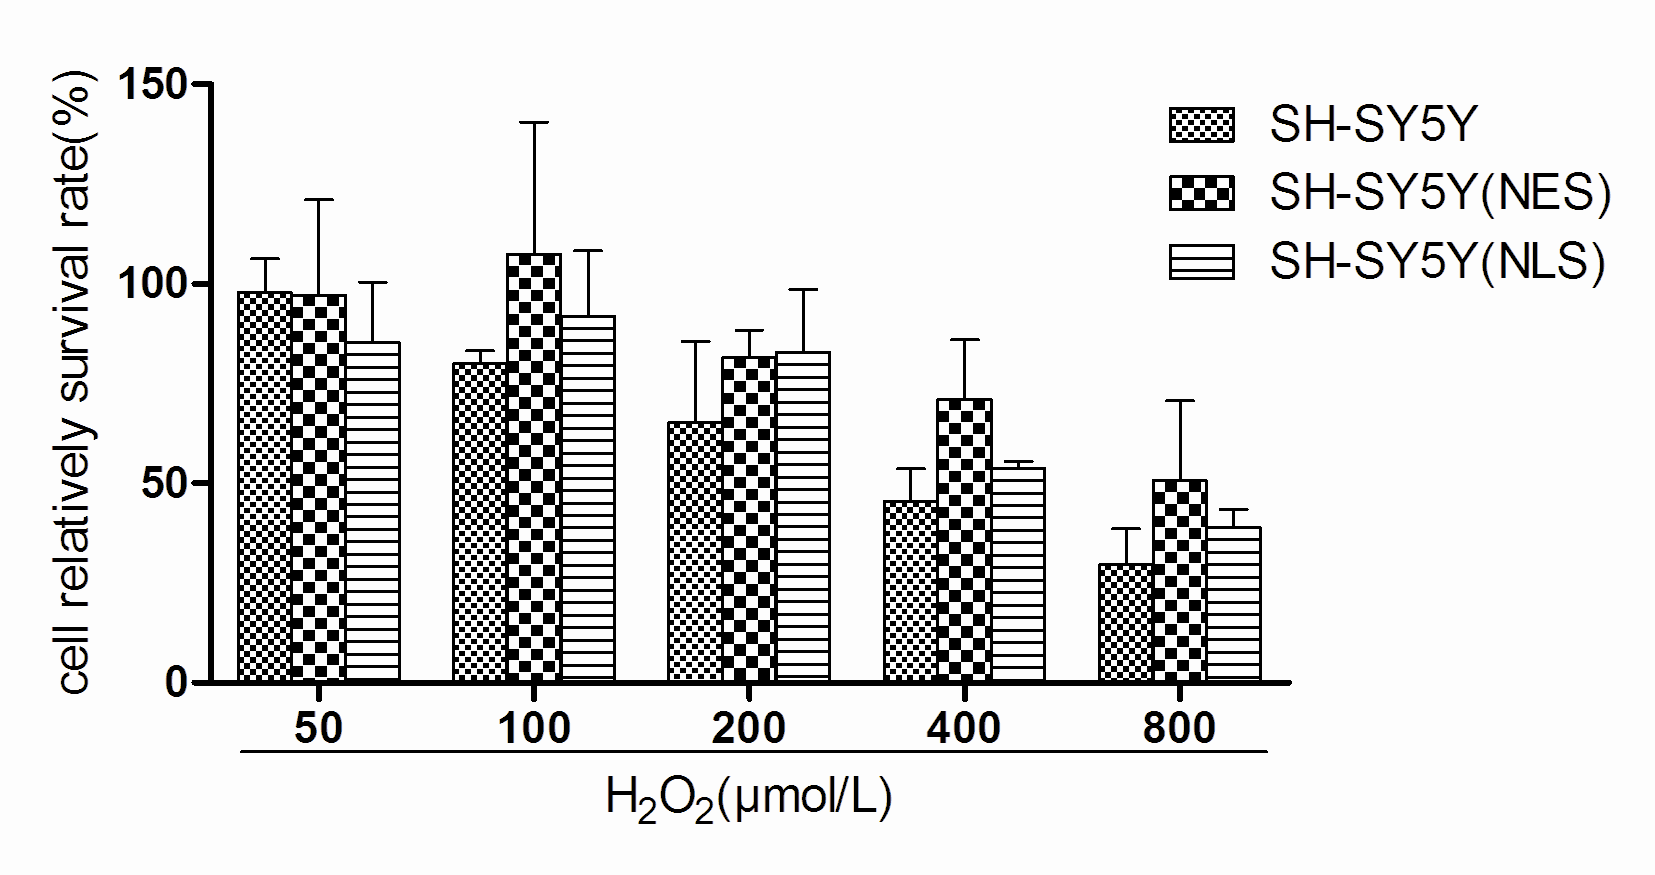 cell relatively survival rate(%)
150
100
50
0
SH-SY5Y
SH-SY5Y(NES)
SH-SY5Y(NLS)
50 100 200 400 800
H₂O₂(μmol/L)